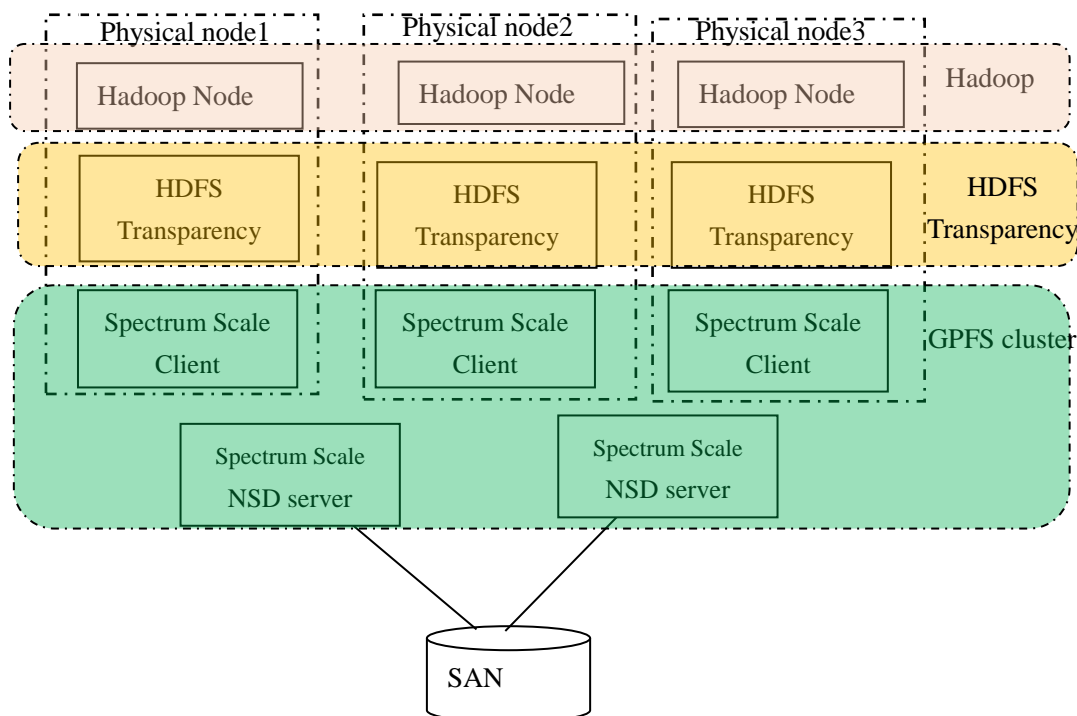 Physical node1
Physical node2
Physical node3
Hadoop Node
Hadoop Node
Hadoop Node
Hadoop
HDFS
Transparency
HDFS
Transparency
HDFS
Transparency
HDFS
Transparency
Spectrum Scale
Client
Spectrum Scale
Client
Spectrum Scale
Client
GPFS cluster
Spectrum Scale
NSD server
Spectrum Scale
NSD server
SAN